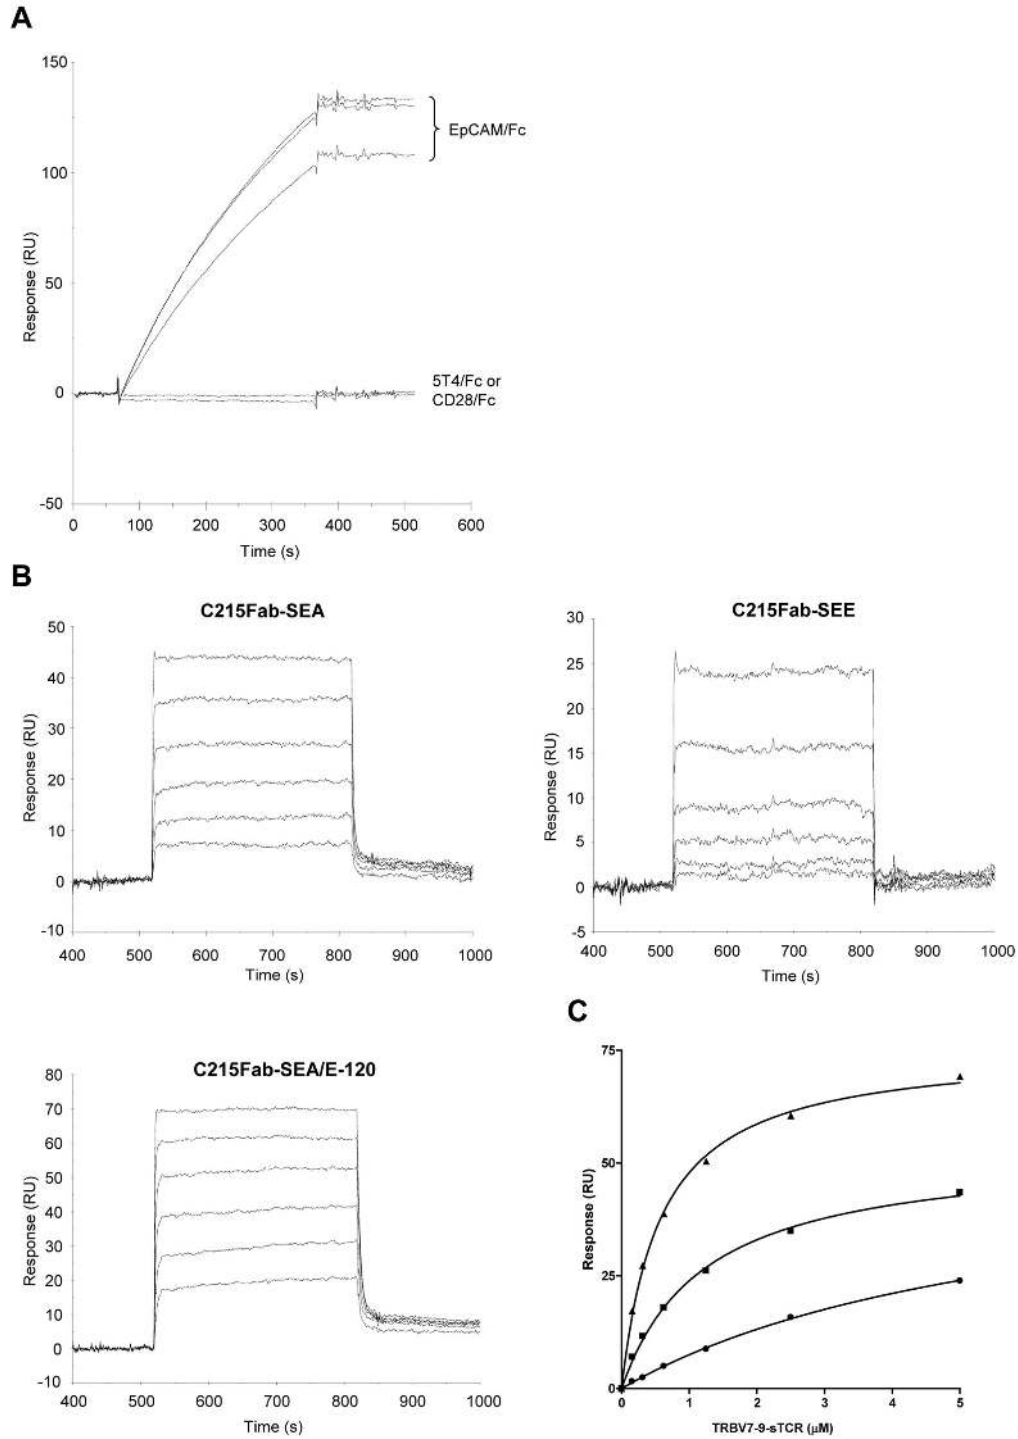 A
150
100
50
0
-50
Response (RU)
0 100 200 300 400 500 600
Time (s)
EpCAM/Fc
5T4/Fc or
CD28/Fc
B
C215Fab-SEA
50
40
30
20
10
0
-10
Response (RU)
400 500 600 700 800 900 1000
Time (s)
C215Fab-SEE
30
25
20
15
10
5
0
-5
Response (RU)
400 500 600 700 800 900 1000
Time (s)
C215Fab-SEA/E-120
80
70
60
50
40
30
20
10
0
-10
Response (RU)
400 500 600 700 800 900 1000
Time (s)
C
75
50
25
0
Response (RU)
0 1 2 3 4 5
TRBV7-9-sTCR (μM)